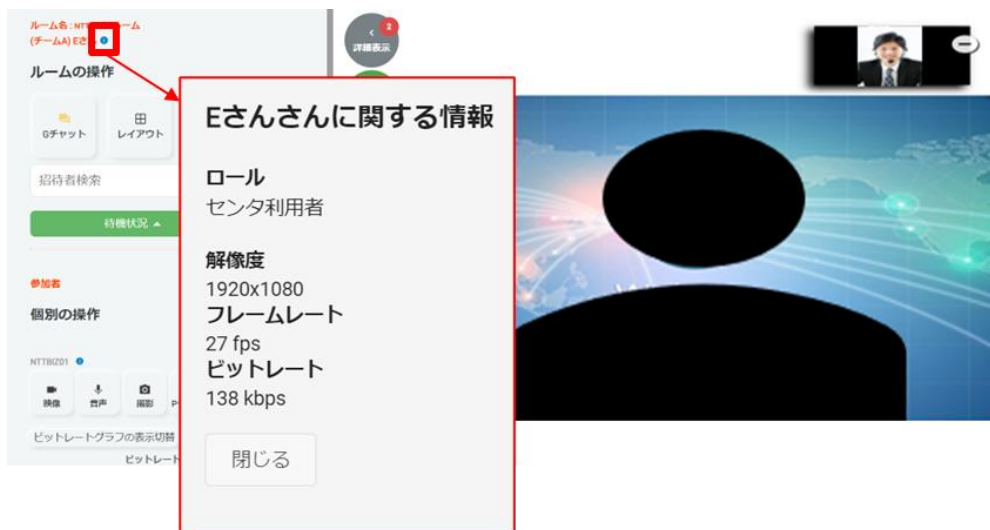 ルーム名 : NTT ーム
(チームA) Eさ
ルームの操作
Gチャット
レイアウト
招待者検索
待機状況
参加者
個別の操作
NTTBIZ01
映像
音声
撮影
P
ビットレートグラフの表示切替
ビットレート
2
詳細表示
Eさんさんに関する情報
ロール
センタ利用者
解像度
1920x1080
フレームレート
27 fps
ビットレート
138 kbps
閉じる